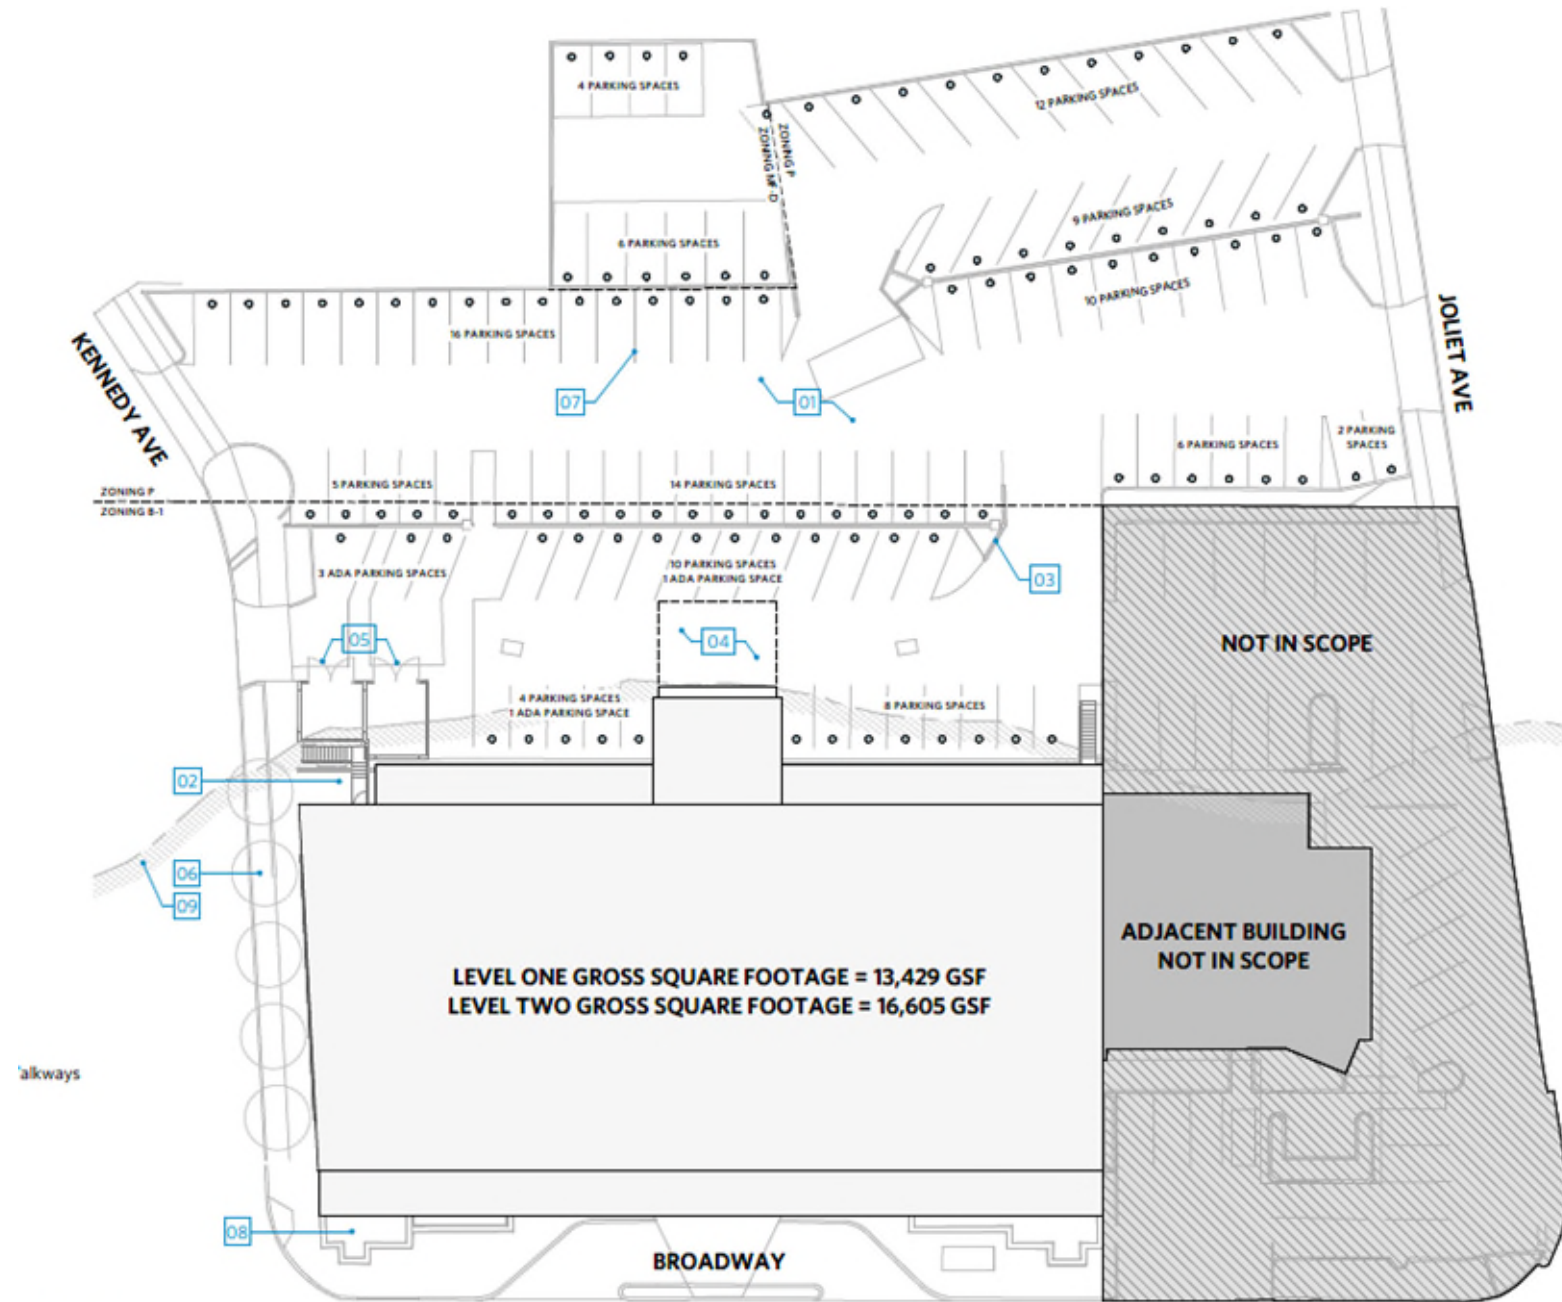 4 PARKING SPACES
12 PARKING SPACES
ZONING P
ZONING MF-D
9 PARKING SPACES
6 PARKING SPACES
10 PARKING SPACES
16 PARKING SPACES
KENNEDY AVE
JOLIET AVE
07
01
6 PARKING SPACES
2 PARKING
SPACES
5 PARKING SPACES
14 PARKING SPACES
ZONING P
ZONING B-1
3 ADA PARKING SPACES
10 PARKING SPACES
1 ADA PARKING SPACE
03
05
04
NOT IN SCOPE
4 PARKING SPACES
1 ADA PARKING SPACE
8 PARKING SPACES
02
06
09
ADJACENT BUILDING
NOT IN SCOPE
LEVEL ONE GROSS SQUARE FOOTAGE = 13,429 GSF
LEVEL TWO GROSS SQUARE FOOTAGE = 16,605 GSF
alkways
08
BROADWAY